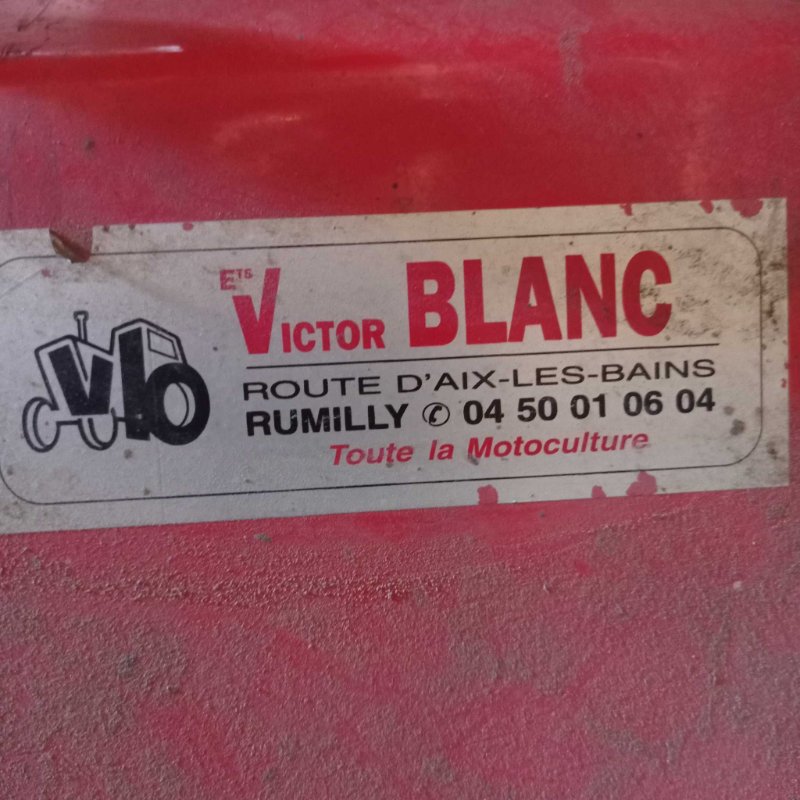 ETS VICTOR BLANC
ROUTE D'AIX-LES-BAINS
RUMILLY ✆ 04 50 01 06 04
Toute la Motoculture